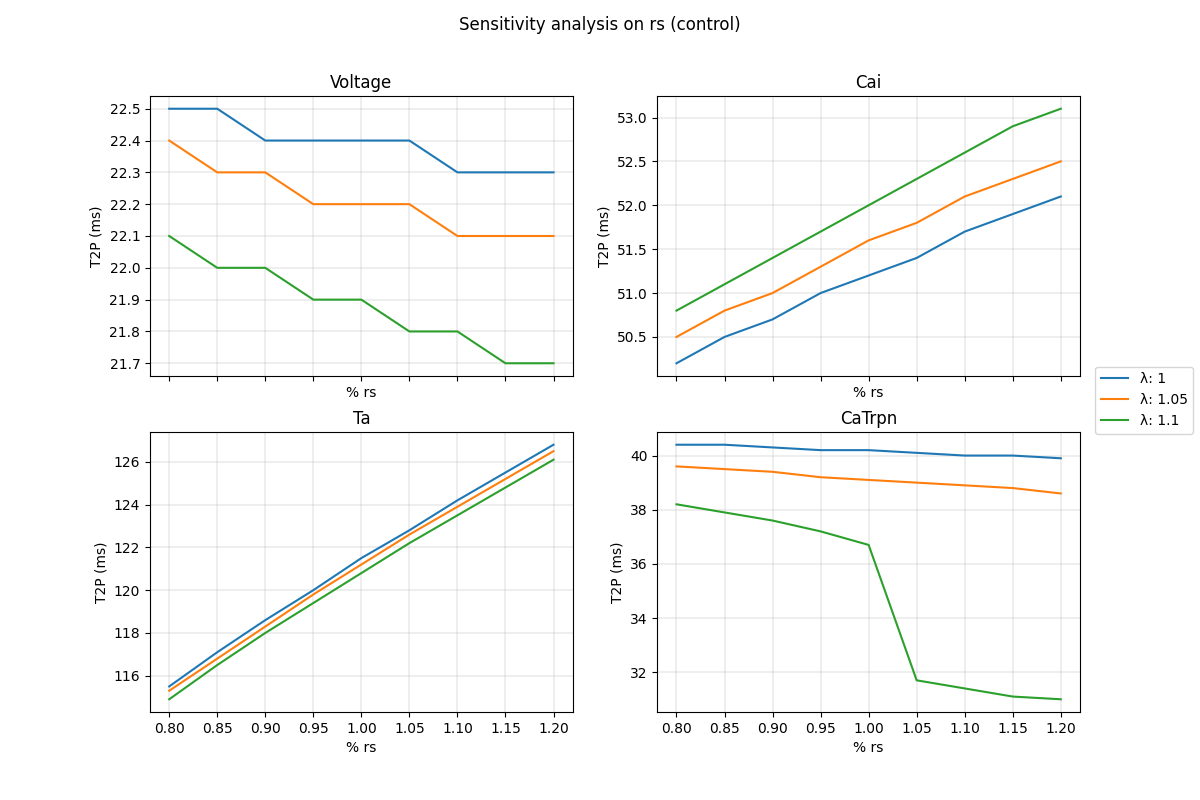 Sensitivity analysis on rs (control)
Voltage
22.5
22.4
22.3
22.2
22.1
22.0
21.9
21.8
21.7
T2P (ms)
% rs
Cai
53.0
52.5
52.0
51.5
51.0
50.5
T2P (ms)
% rs
λ: 1
λ: 1.05
λ: 1.1
Ta
126
124
122
120
118
116
T2P (ms)
0.80 0.85 0.90 0.95 1.00 1.05 1.10 1.15 1.20
% rs
CaTrpn
40
38
36
34
32
T2P (ms)
0.80 0.85 0.90 0.95 1.00 1.05 1.10 1.15 1.20
% rs